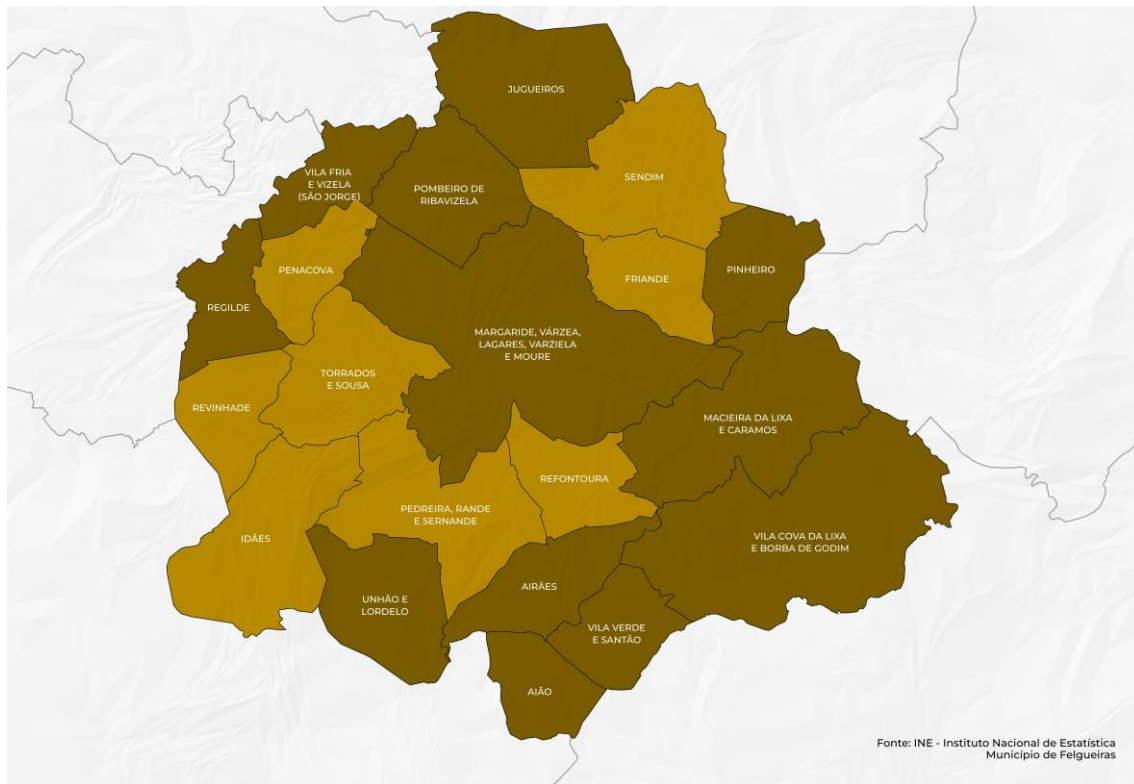 JUGUEIROS
VILA FRIA
E VIZELA
(SÃO JORGE)
POMBEIRO DE
RIBAVIZELA
SENDIM
PENACOVA
FRIANDE
PINHEIRO
REGILDE
MARGARIDE, VÁRZEA,
LAGARES, VARZIELA
E MOURE
TORRADOS
E SOUSA
REVINHADE
MACIEIRA DA LIXA
E CARAMOS
REFONTOURA
PEDREIRA, RANDE
E SERNANDE
IDÃES
VILA COVA DA LIXA
E BORBA DE GODIM
AIRÃES
UNHÃO E
LORDELO
VILA VERDE
E SANTÃO
AIÃO
Fonte: INE - Instituto Nacional de Estatística
Município de Felgueiras